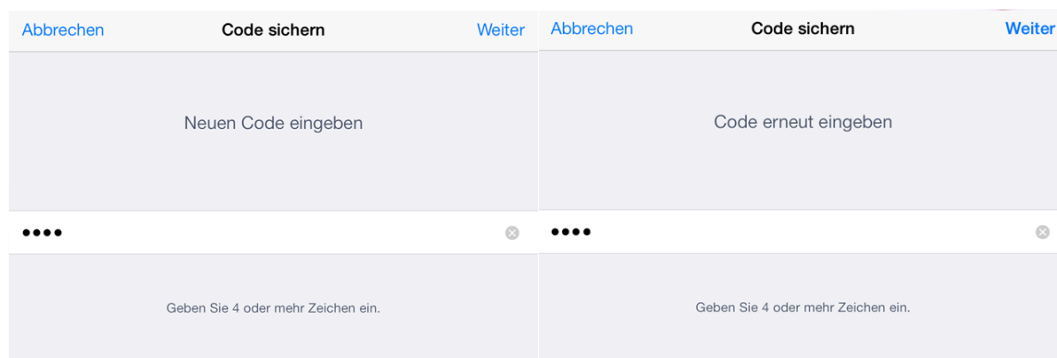 Abbrechen Code sichern Weiter
Neuen Code eingeben
••••
Geben Sie 4 oder mehr Zeichen ein.
Abbrechen Code sichern Weiter
Code erneut eingeben
••••
Geben Sie 4 oder mehr Zeichen ein.